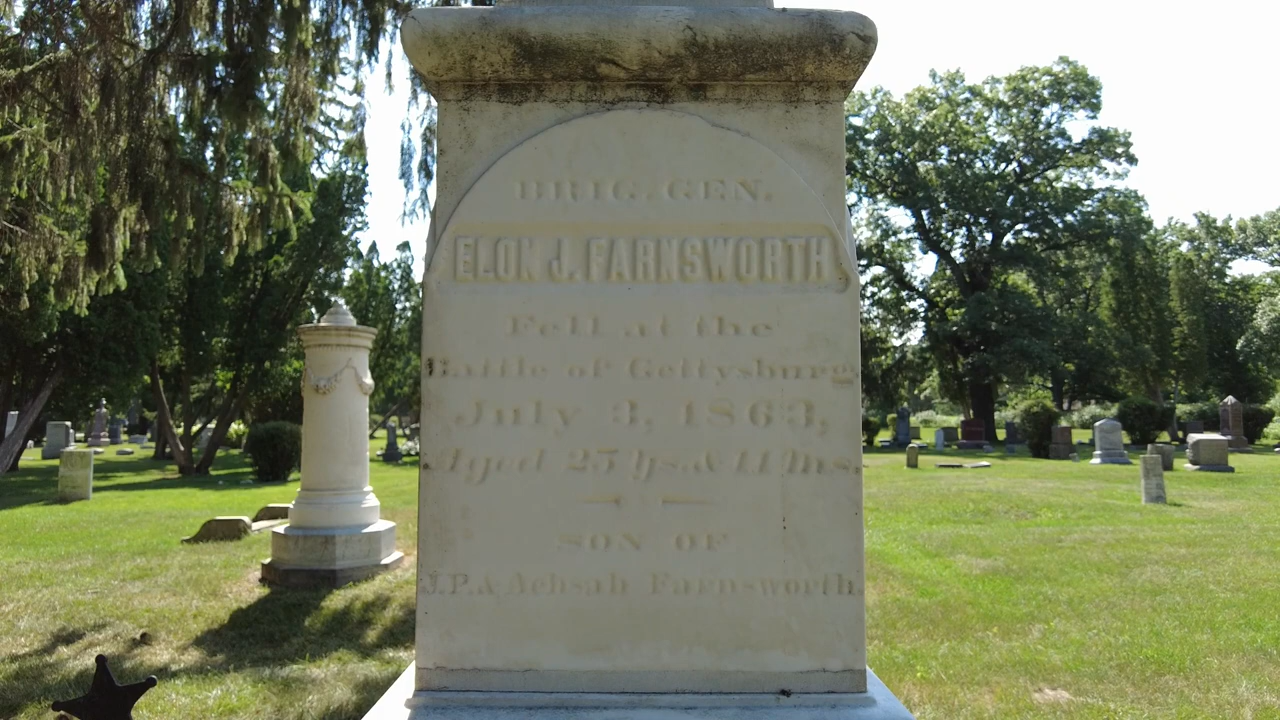 BRIG. GEN.
ELON J. FARNSWORTH
Fell at the
Battle of Gettysburg,
July 3, 1863,
Aged 25 ys. & 11 ms.
SON OF
J.P. & Achsah Farnsworth.